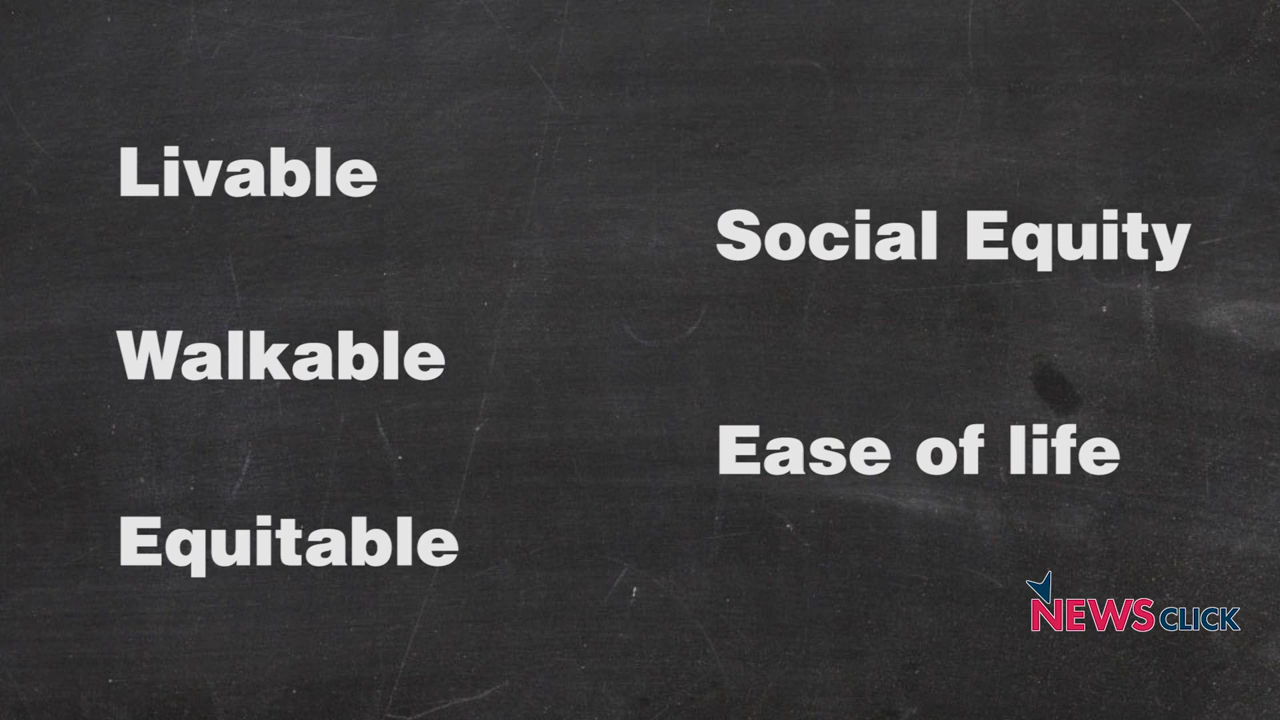 Livable
Walkable
Equitable
Social Equity
Ease of life
NEWSCLICK